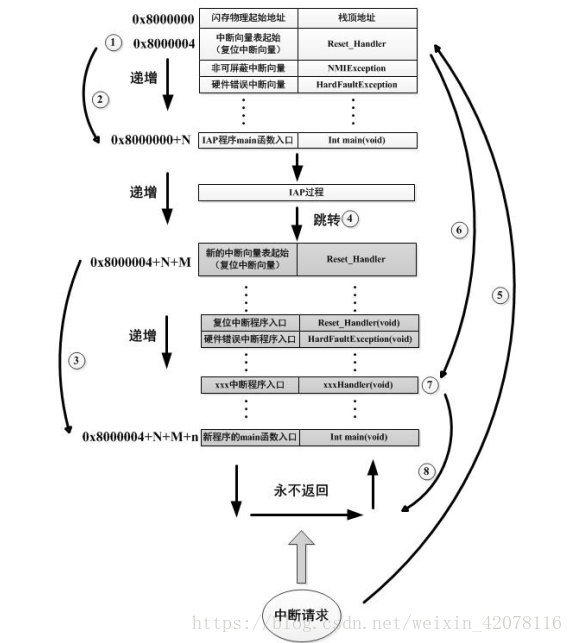 0x8000000 闪存物理起始地址 栈顶地址
① 0x8000004 中断向量表起始 Reset_Handler
(复位中断向量)
递增 非可屏蔽中断向量 NMIException
② 硬件错误中断向量 HardFaultException
0x8000000+N IAP程序main函数入口 Int main(void)
递增 IAP过程
跳转 ④
⑥
0x8000004+N+M 新的中断向量表起始 Reset_Handler
(复位中断向量)
⑤
复位中断程序入口 Reset_Handler(void)
③ 递增 硬件错误中断程序入口 HardFaultException(void)
xxx中断程序入口 xxxHandler(void) ⑦
0x8000004+N+M+n 新程序的main函数入口 Int main(void)
⑧
永不返回
中断请求
https://blog.csdn.net/weixin_42078116